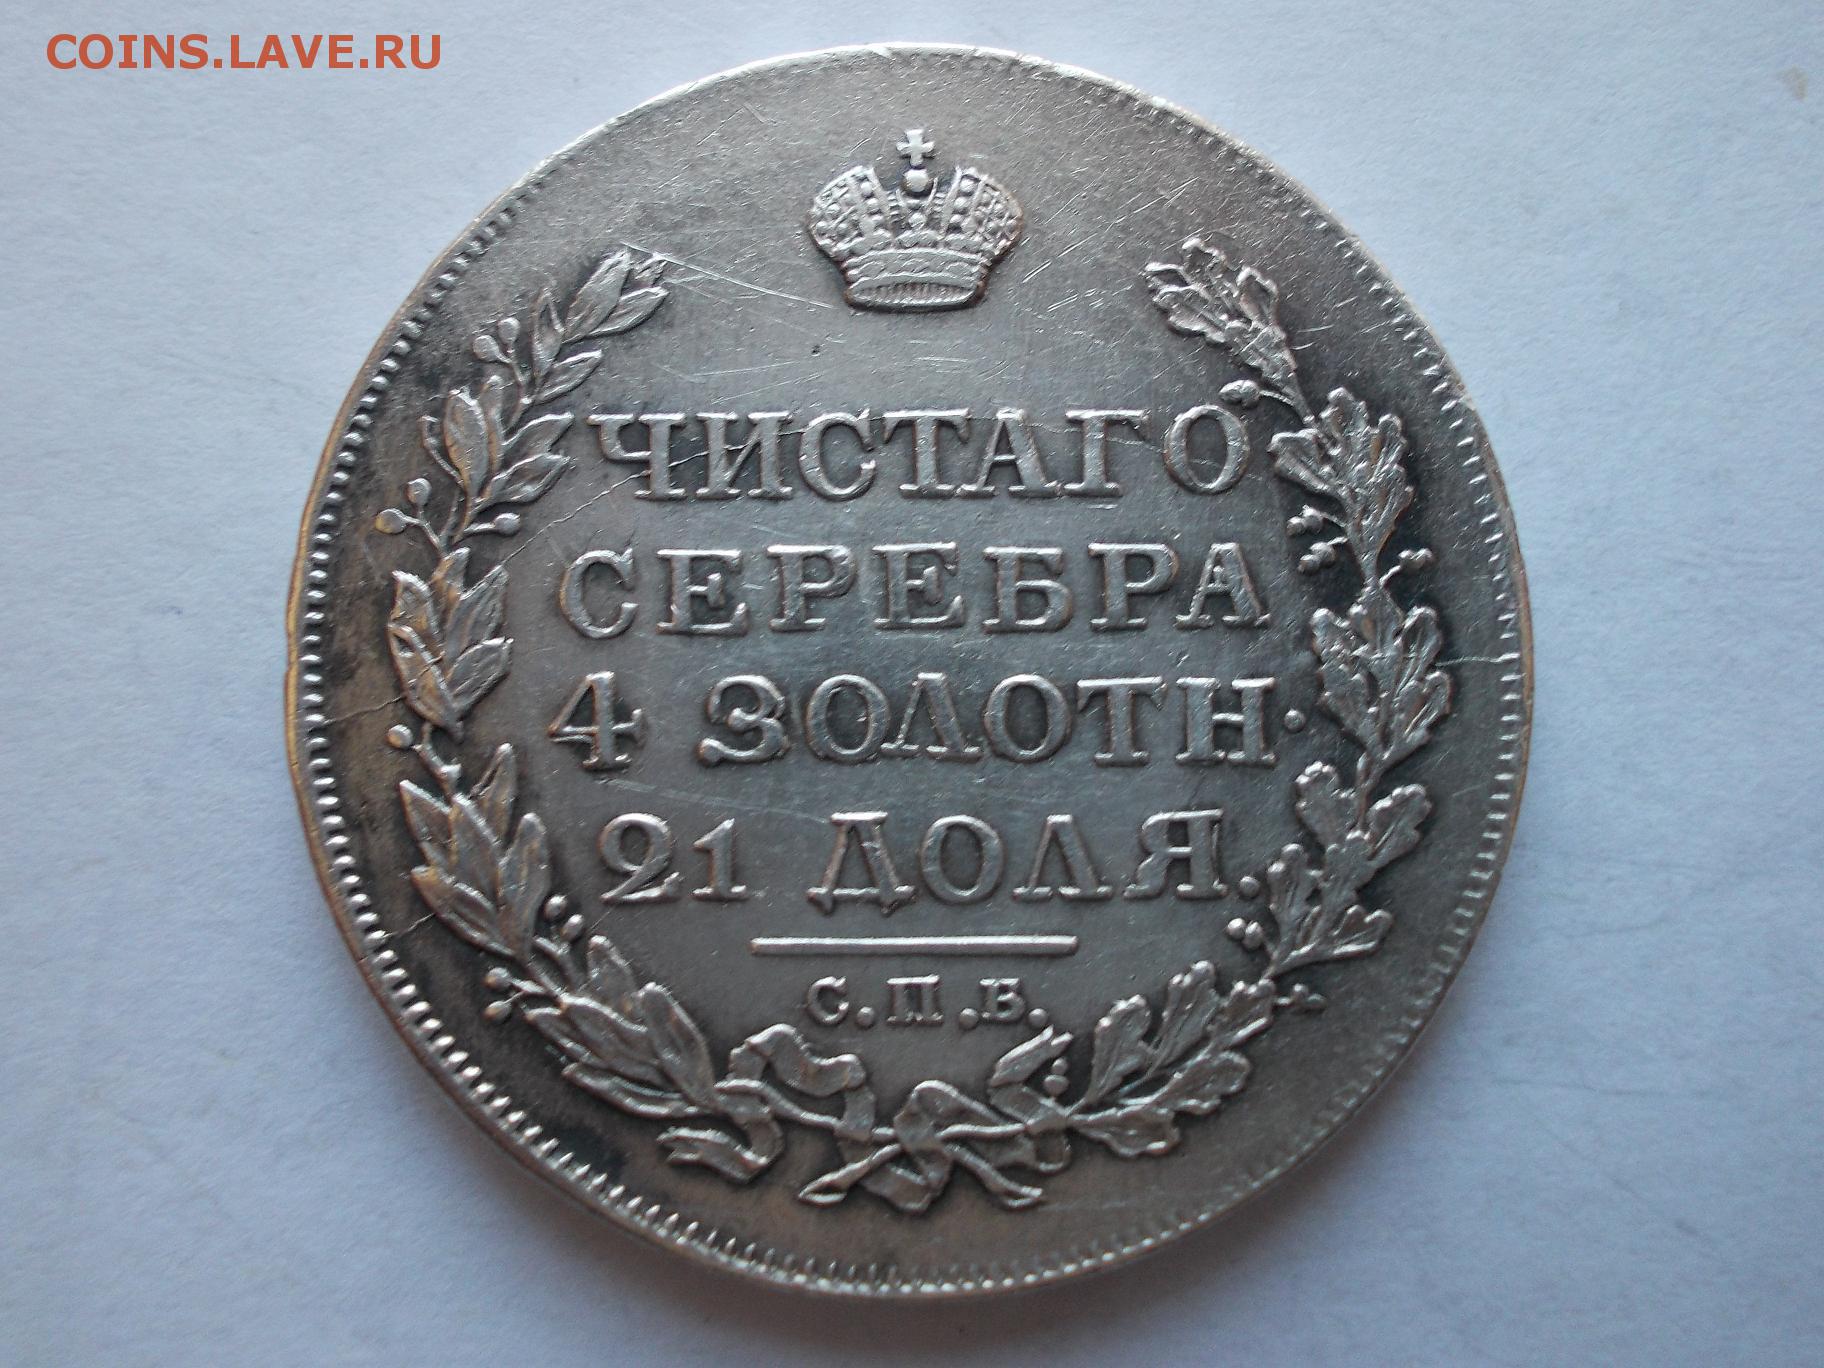 COINS.LAVE.RU
ЧИСТАГО
СЕРЕБРА
4 ЗОЛОТН.
21 ДОЛЯ.
С.П.Б.